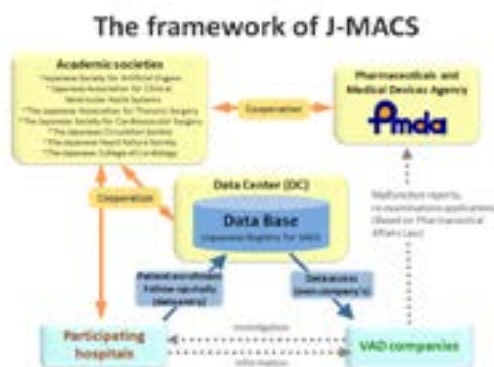 The framework of J-MACS
Academic societies
*Japanese Society for Artificial Organs
*Japanese Association for Clinical
Ventricular Assist Systems
*The Japanese Association for Thoracic Surgery
*The Japanese Society for Cardiovascular Surgery
*The Japanese Circulation Society
*The Japanese Heart Failure Society
*The Japanese College of Cardiology
Cooperation
Pharmaceuticals and
Medical Devices Agency
Pmda
Cooperation
Data Center (DC)
Data Base
(Japanese Registry for MACS)
Malfunction reports,
re-examinations applications
(Based on Pharmaceutical
Affairs Law)
Patient enrollment
Follow up study
(data entry)
Data access
(own company's)
Participating
hospitals
Investigation
Information
VAD companies